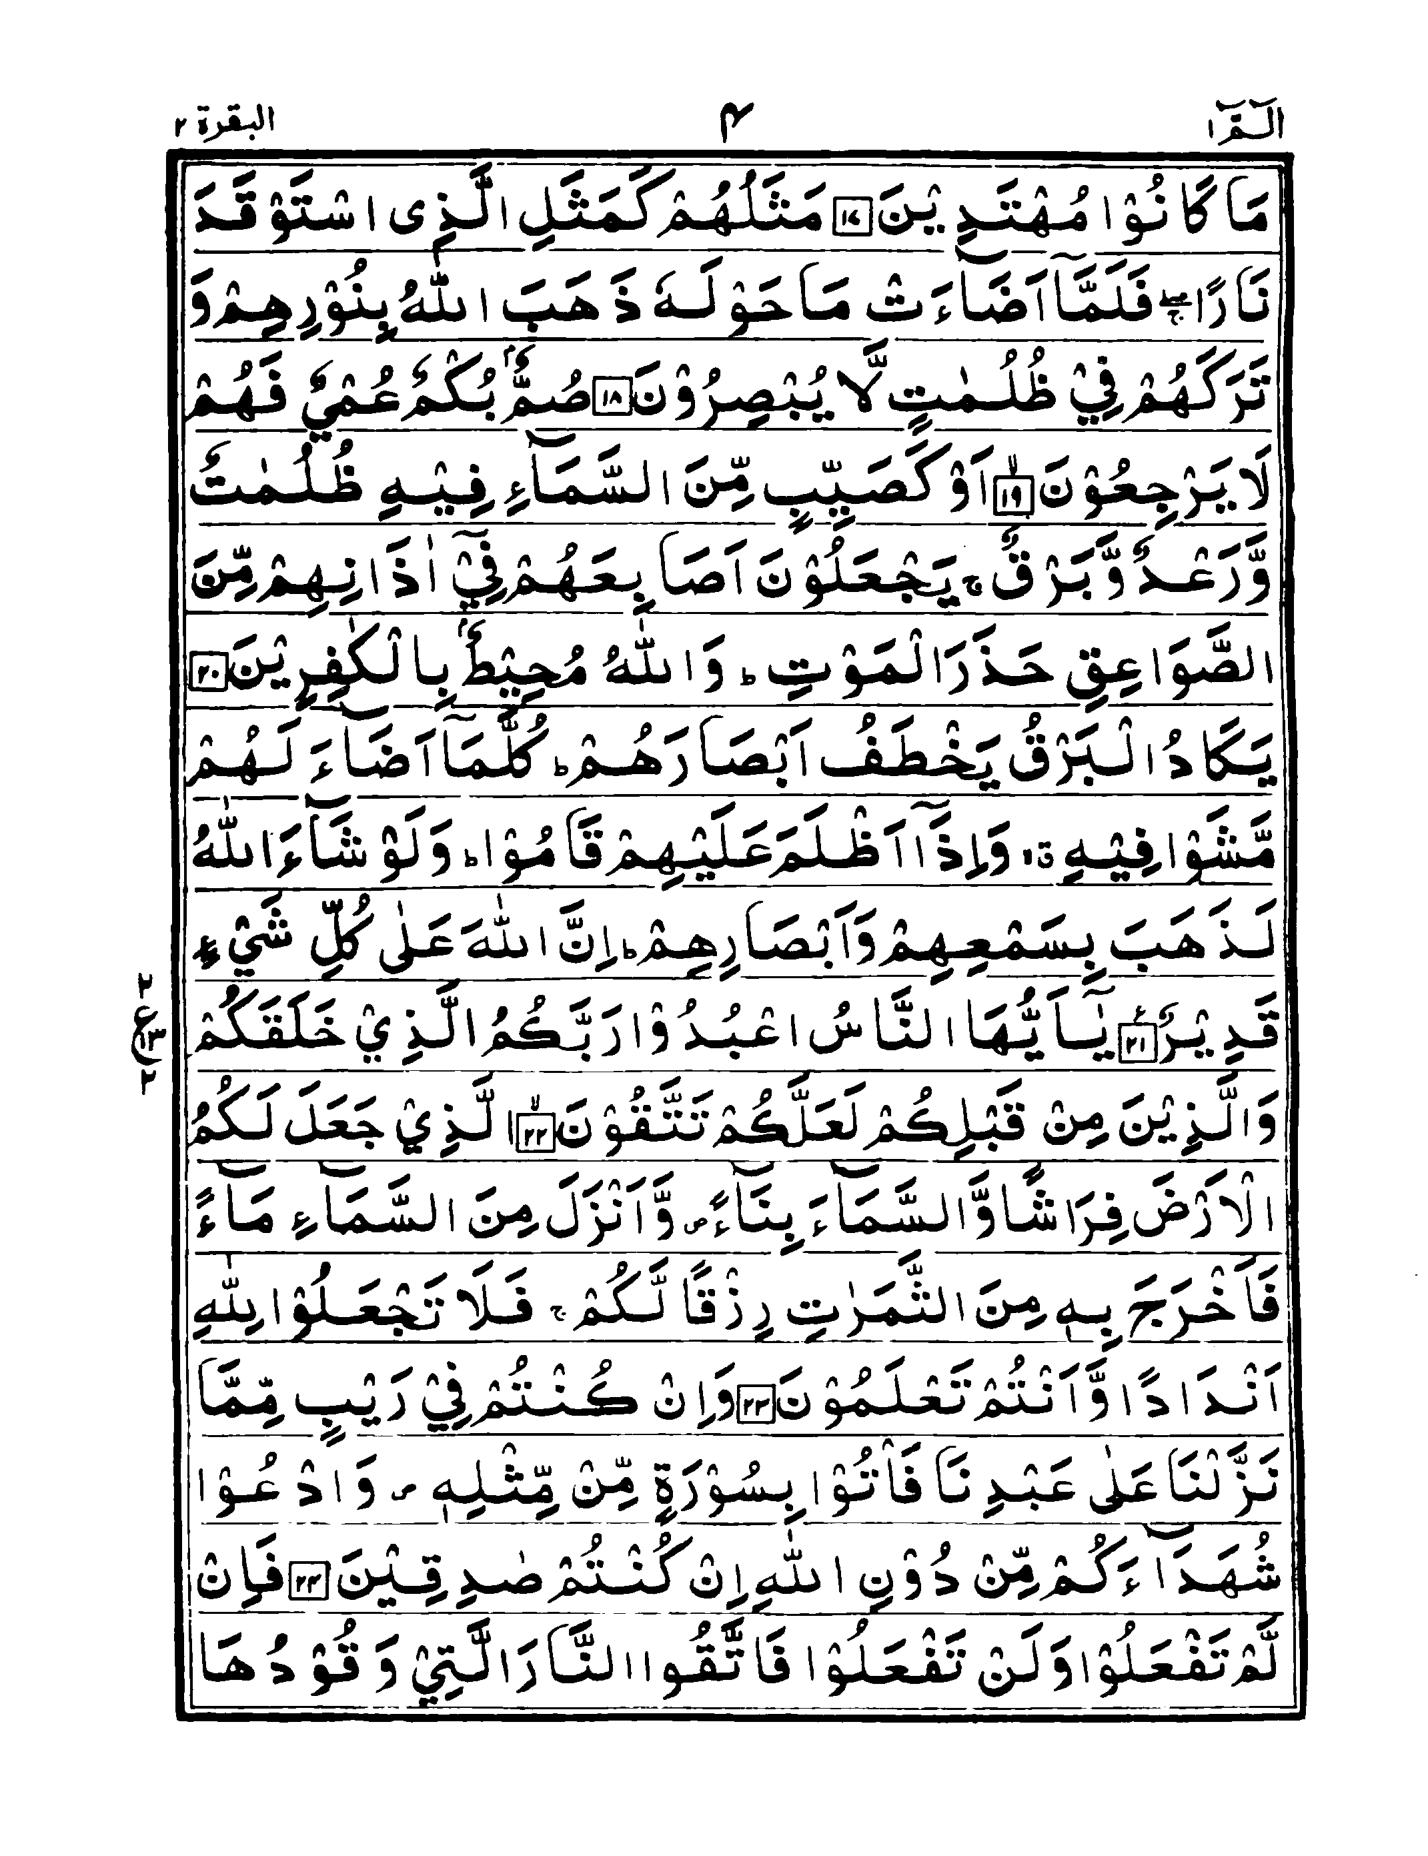 الٓـمّٓ ١ ۴ البقرة ٢
مَا كَانُوْا مُهْتَدِيْنَ ١٧ مَثَلُهُمْ كَمَثَلِ الَّذِى اسْتَوْقَدَ
نَارًا ۚ فَلَمَّاۤ اَضَآءَتْ مَا حَوْلَهٗ ذَهَبَ اللّٰهُ بِنُوْرِهِمْ وَ
تَرَكَهُمْ فِيْ ظُلُمٰتٍ لَّا يُبْصِرُوْنَ ١٨ صُمٌّۢ بُكْمٌ عُمْيٌ فَهُمْ
لَا يَرْجِعُوْنَ ۙ ١٩ اَوْ كَصَيِّبٍ مِّنَ السَّمَآءِ فِيْهِ ظُلُمٰتٌ
وَّرَعْدٌ وَّبَرْقٌ ۚ يَجْعَلُوْنَ اَصَابِعَهُمْ فِيْۤ اٰذَانِهِمْ مِّنَ
الصَّوَاعِقِ حَذَرَ الْمَوْتِ ؕ وَاللّٰهُ مُحِيْطٌۢ بِالْكٰفِرِيْنَ ٢٠
يَكَادُ الْبَرْقُ يَخْطَفُ اَبْصَارَهُمْ ؕ كُلَّمَاۤ اَضَآءَ لَهُمْ
مَّشَوْا فِيْهِ ۙق وَاِذَاۤ اَظْلَمَ عَلَيْهِمْ قَامُوْا ؕ وَلَوْ شَآءَ اللّٰهُ
لَذَهَبَ بِسَمْعِهِمْ وَاَبْصَارِهِمْ ؕ اِنَّ اللّٰهَ عَلٰى كُلِّ شَيْءٍ
قَدِيْرٌ ٢١ ع يٰۤاَيُّهَا النَّاسُ اعْبُدُوْا رَبَّكُمُ الَّذِيْ خَلَقَكُمْ
٢ ع ١٣ ٢
وَالَّذِيْنَ مِنْ قَبْلِكُمْ لَعَلَّكُمْ تَتَّقُوْنَ ۙ ٢٢ الَّذِيْ جَعَلَ لَكُمُ
الْاَرْضَ فِرَاشًا وَّالسَّمَآءَ بِنَآءً ۪ وَّاَنْزَلَ مِنَ السَّمَآءِ مَآءً
فَاَخْرَجَ بِهٖ مِنَ الثَّمَرٰتِ رِزْقًا لَّكُمْ ۚ فَلَا تَجْعَلُوْا لِلّٰهِ
اَنْدَادًا وَّاَنْتُمْ تَعْلَمُوْنَ ٢٣ وَاِنْ كُنْتُمْ فِيْ رَيْبٍ مِّمَّا
نَزَّلْنَا عَلٰى عَبْدِنَا فَاْتُوْا بِسُوْرَةٍ مِّنْ مِّثْلِهٖ ۪ وَادْعُوْا
شُهَدَآءَكُمْ مِّنْ دُوْنِ اللّٰهِ اِنْ كُنْتُمْ صٰدِقِيْنَ ٢٤ فَاِنْ
لَّمْ تَفْعَلُوْا وَلَنْ تَفْعَلُوْا فَاتَّقُوا النَّارَ الَّتِيْ وَقُوْدُهَا